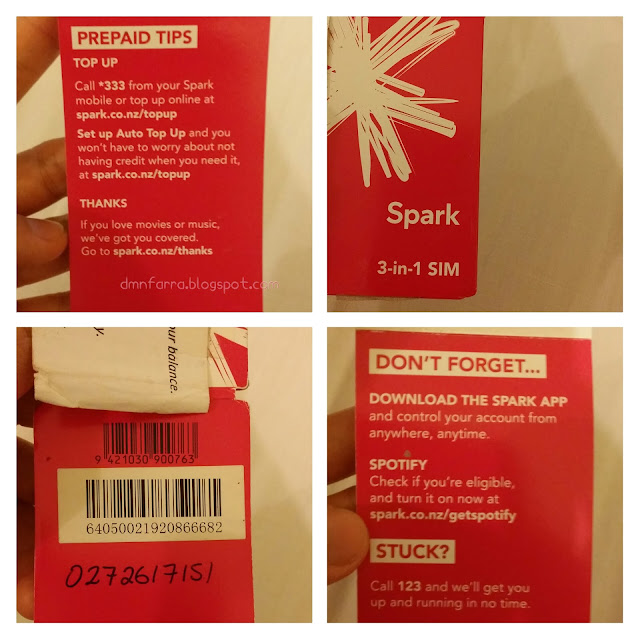 PREPAID TIPS
TOP UP
Call *333 from your Spark
mobile or top up online at
spark.co.nz/topup
Set up Auto Top Up and you
won't have to worry about not
having credit when you need it,
at spark.co.nz/topup
THANKS
If you love movies or music,
we've got you covered.
Go to spark.co.nz/thanks
dmnfarra.blogspot.com
Spark
3-in-1 SIM
our balance.
y.
9 421030 900763
64050021920866682
0272617151
DON'T FORGET...
DOWNLOAD THE SPARK APP
and control your account from
anywhere, anytime.
SPOTIFY
Check if you're eligible,
and turn it on now at
spark.co.nz/getspotify
STUCK?
Call 123 and we'll get you
up and running in no time.